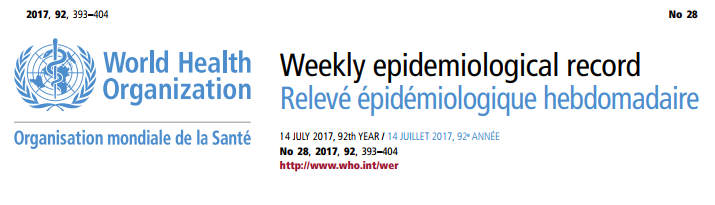 2017, 92, 393–404
No 28
World Health
Organization
Organisation mondiale de la Santé
Weekly epidemiological record
Relevé épidémiologique hebdomadaire
14 JULY 2017, 92th YEAR / 14 JUILLET 2017, 92e ANNÉE
No 28, 2017, 92, 393–404
http://www.who.int/wer